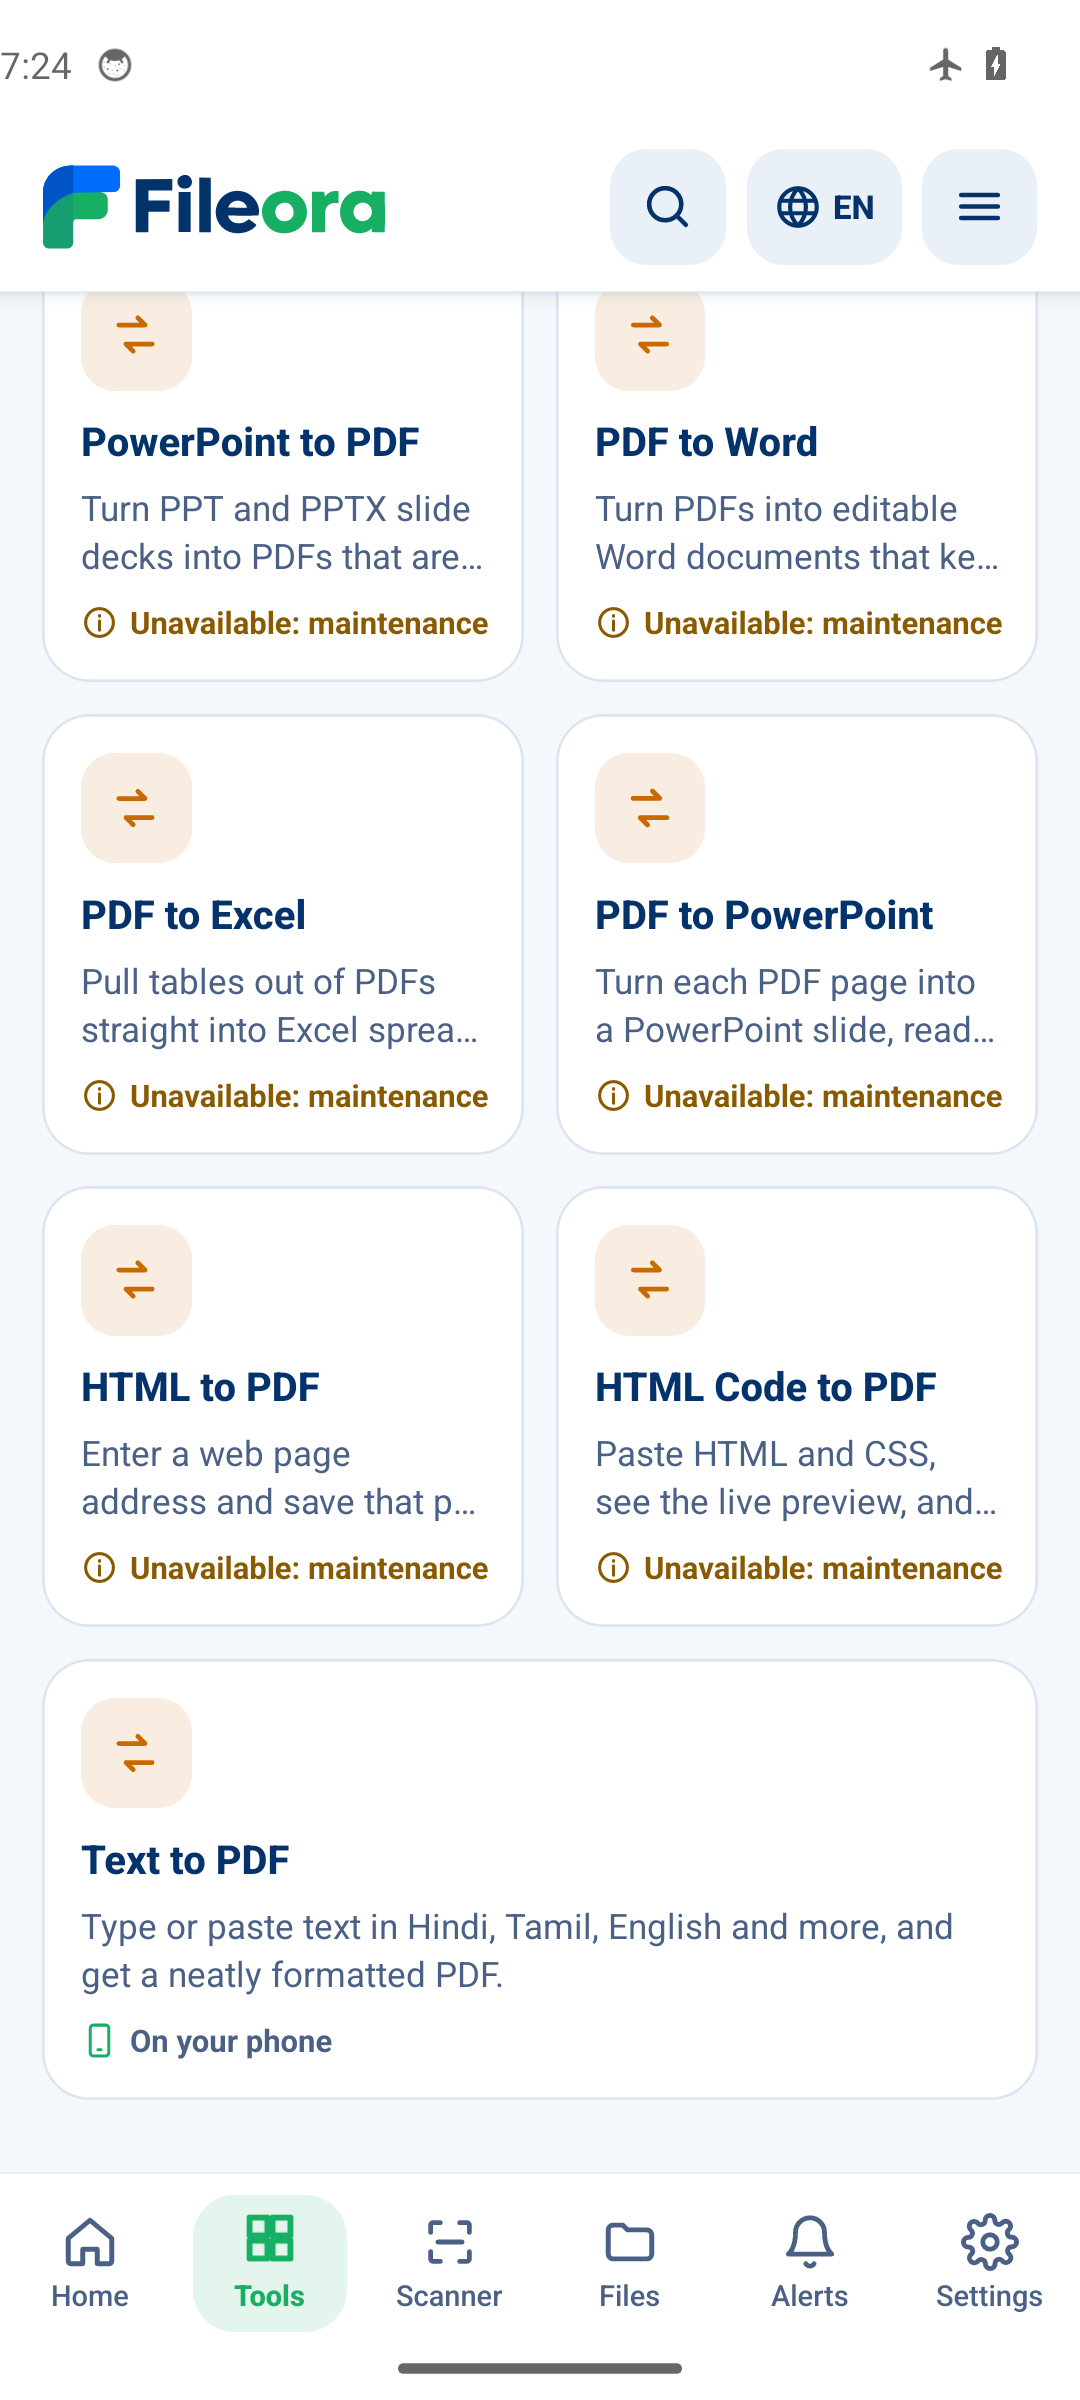 7:24
Fileora
EN
PowerPoint to PDF
Turn PPT and PPTX slide
decks into PDFs that are...
Unavailable: maintenance
PDF to Word
Turn PDFs into editable
Word documents that ke...
Unavailable: maintenance
PDF to Excel
Pull tables out of PDFs
straight into Excel sprea...
Unavailable: maintenance
PDF to PowerPoint
Turn each PDF page into
a PowerPoint slide, read...
Unavailable: maintenance
HTML to PDF
Enter a web page
address and save that p...
Unavailable: maintenance
HTML Code to PDF
Paste HTML and CSS,
see the live preview, and...
Unavailable: maintenance
Text to PDF
Type or paste text in Hindi, Tamil, English and more, and
get a neatly formatted PDF.
On your phone
Home
Tools
Scanner
Files
Alerts
Settings